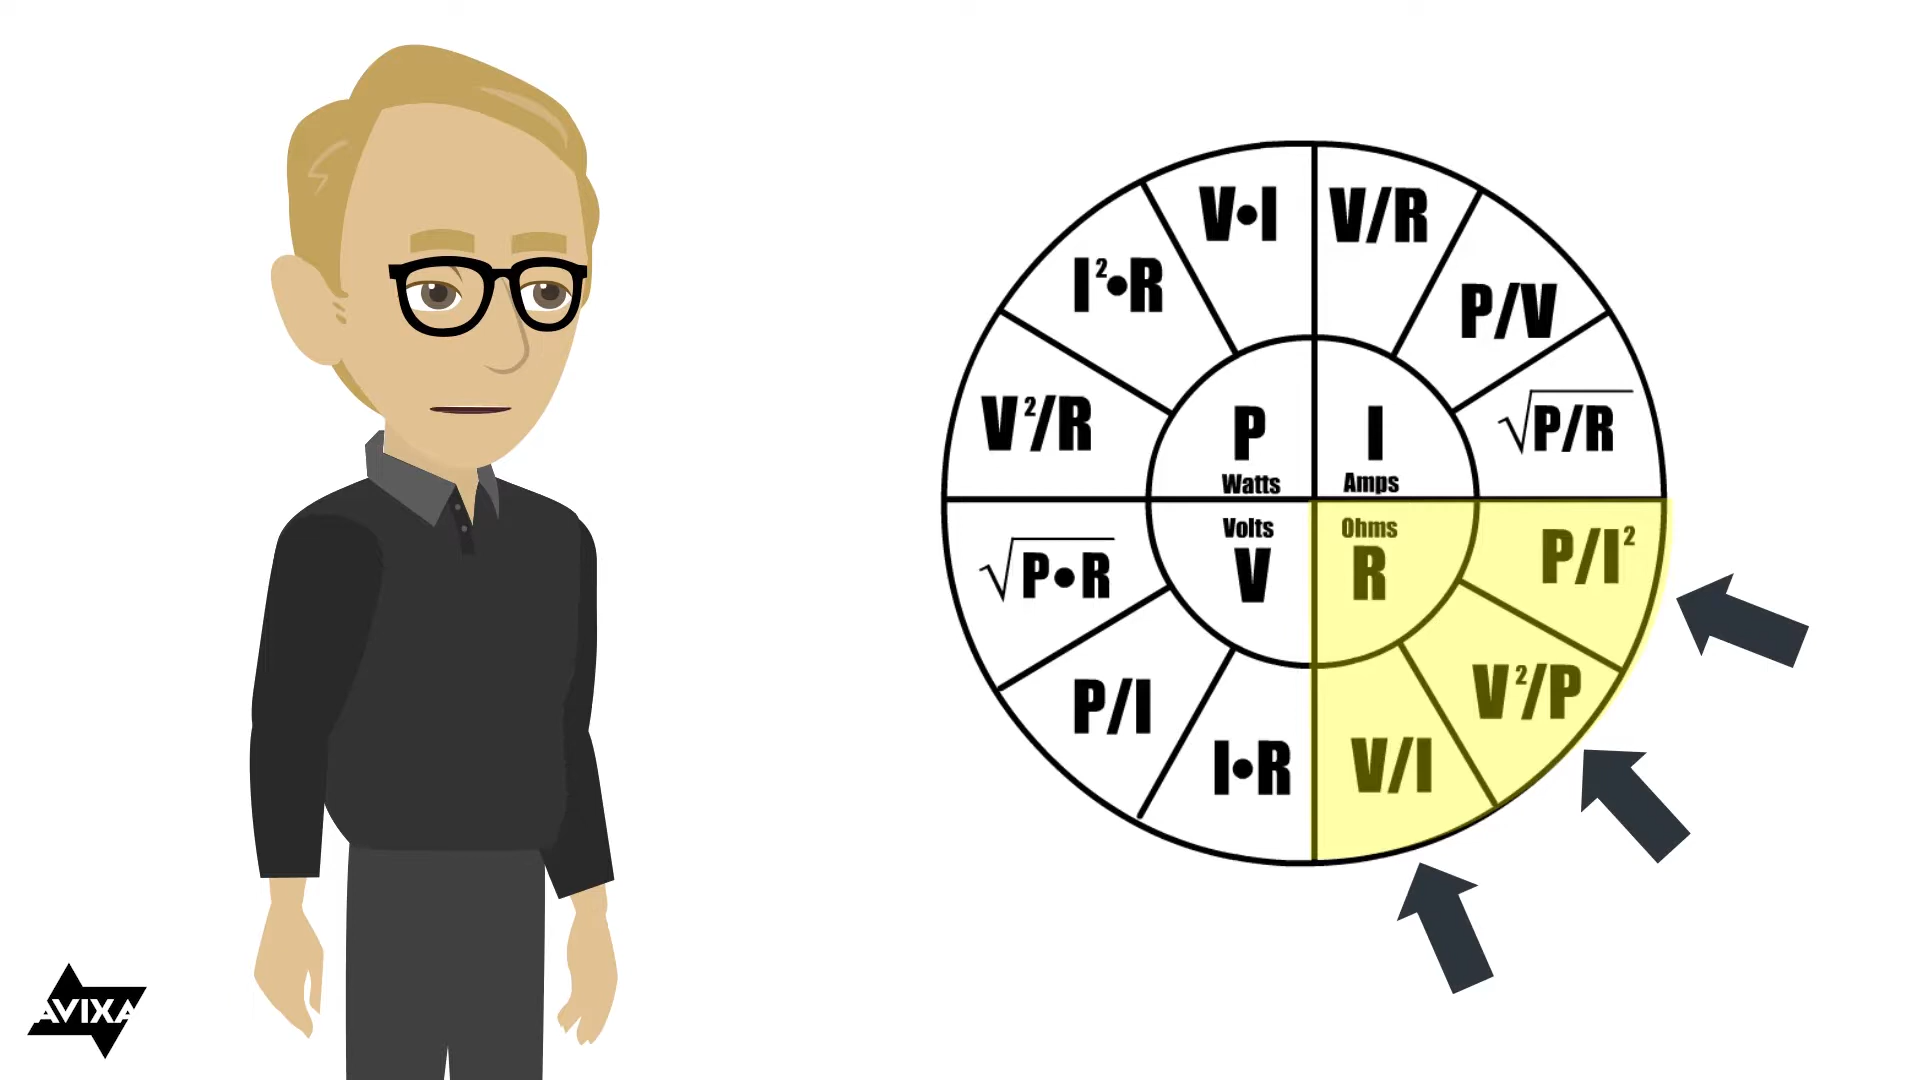 V•I
V/R
I²•R
P/V
V²/R
√P/R
P
Watts
I
Amps
Volts
V
Ohms
R
√P•R
P/I²
P/I
V²/P
I•R
V/I
AVIXA